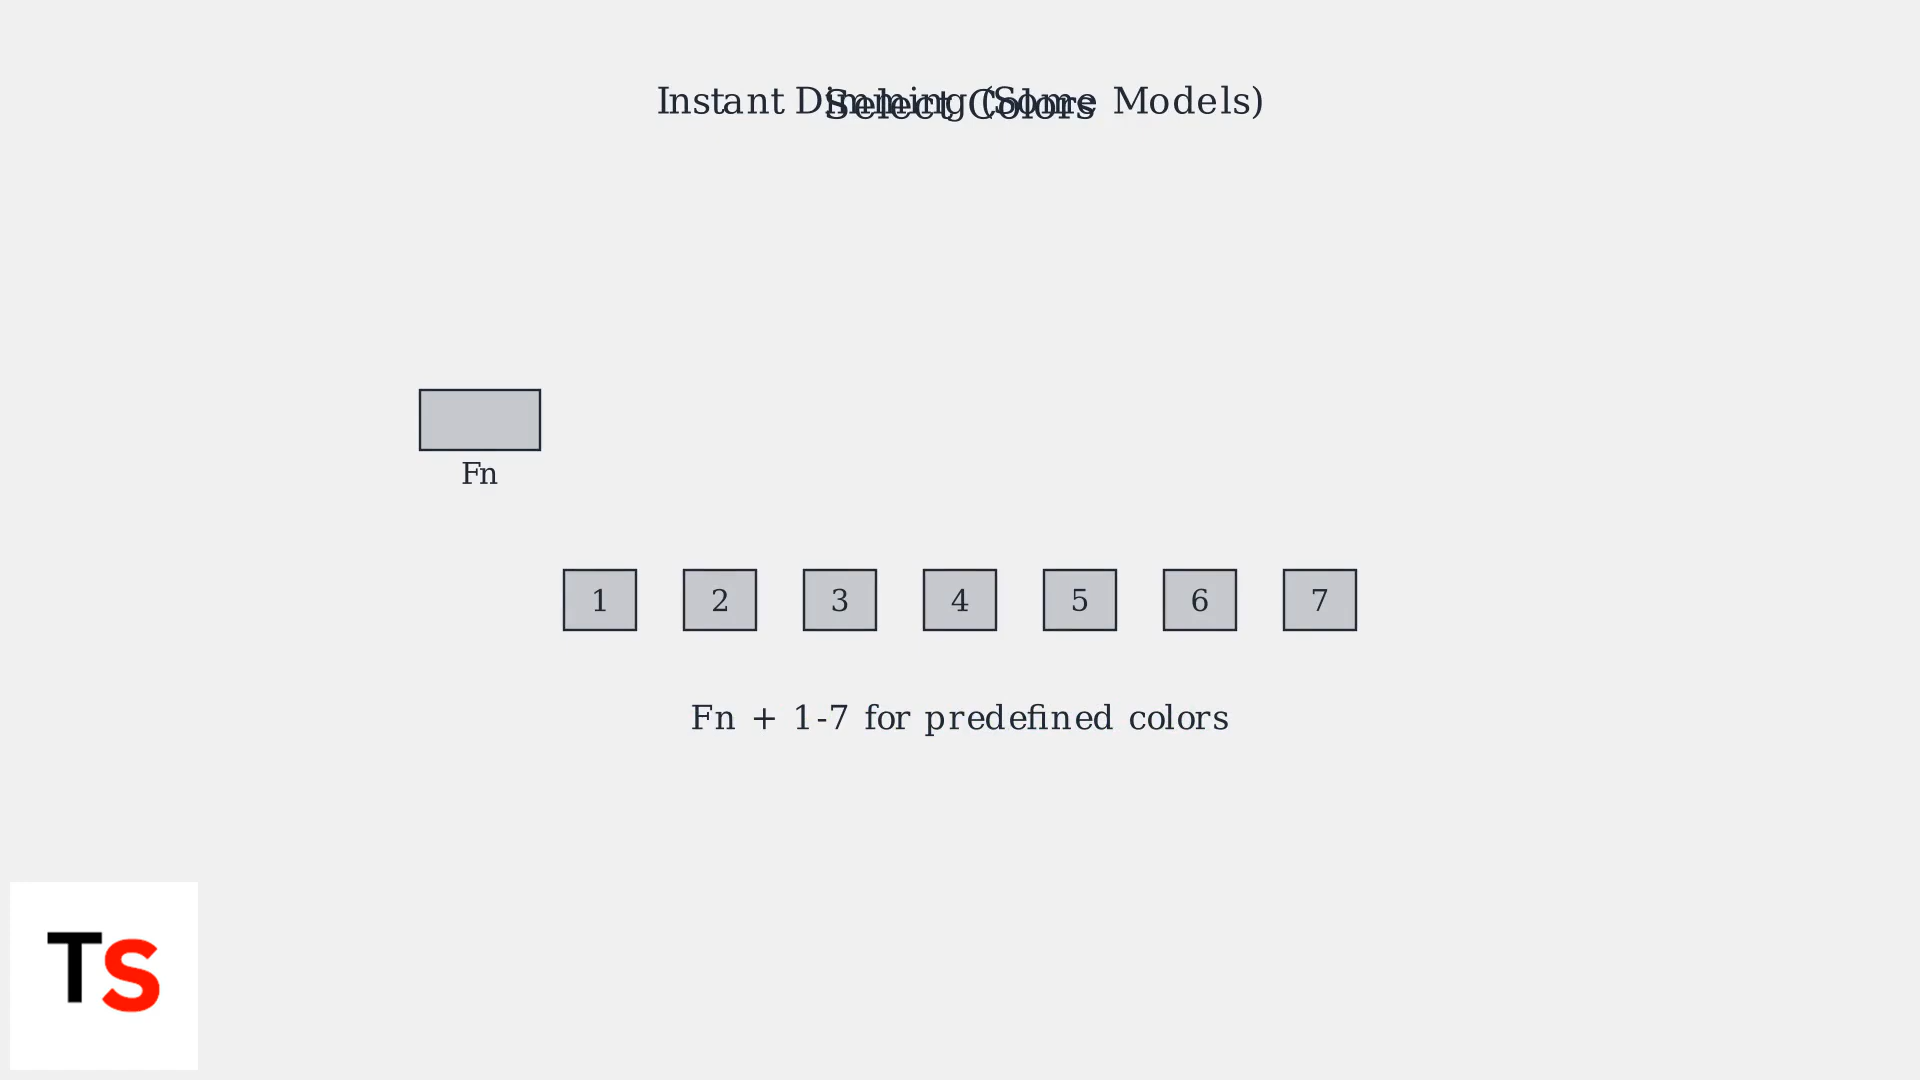 Instant Dimming (Some Models)
Select Colors
Fn
1 2 3 4 5 6 7
Fn + 1-7 for predefined colors
TS